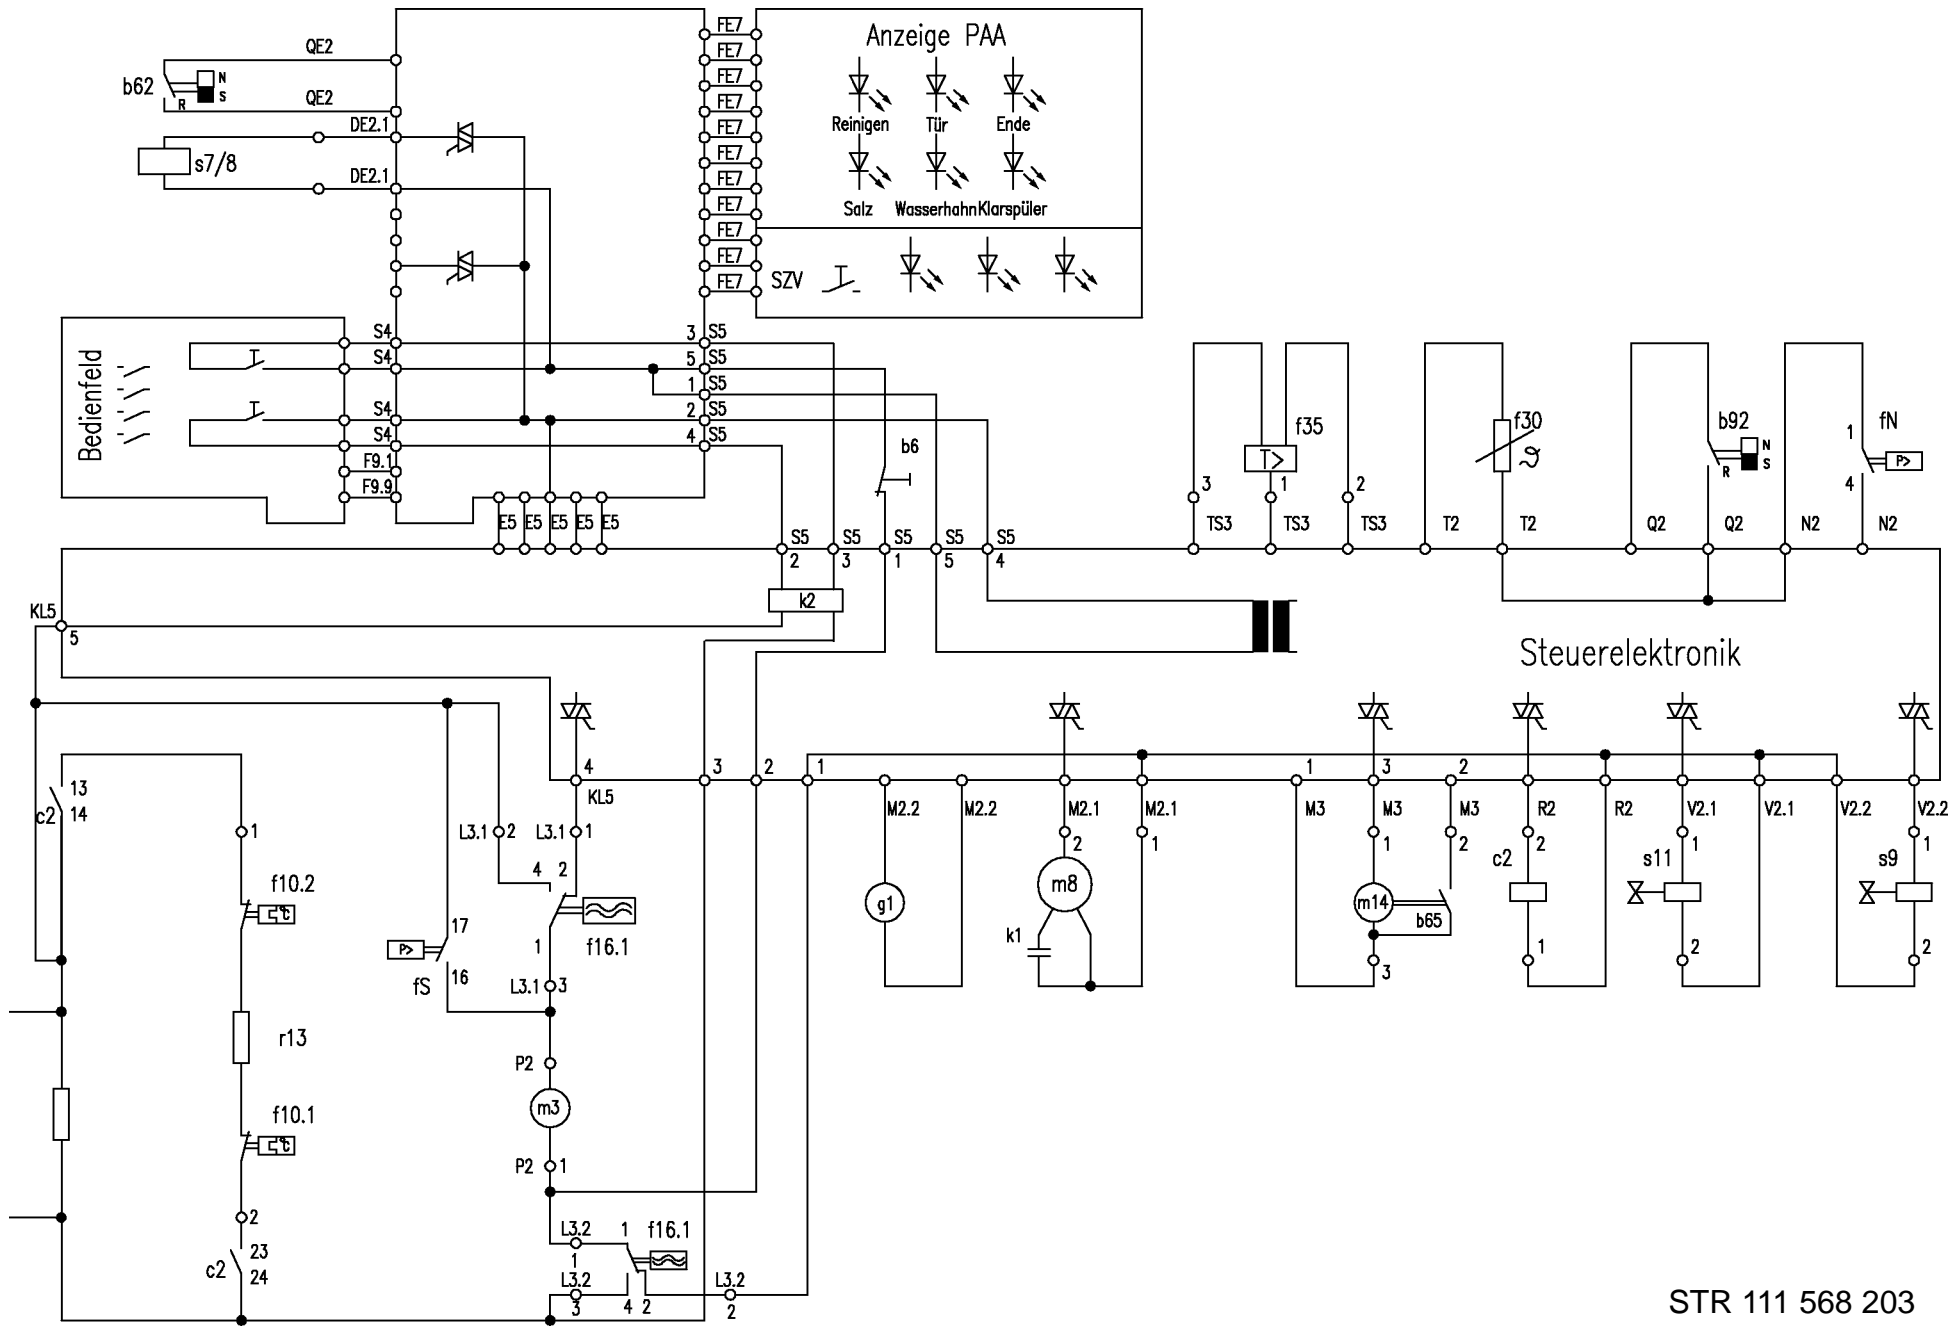 FE7
Anzeige PAA
QE2
FE7
b62
N
S
R
FE7
QE2
FE7
DE2.1
FE7
Reinigen
Tür
Ende
s7/8
FE7
DE2.1
FE7
FE7
Salz
Wasserhahn
Klarspüler
FE7
FE7
FE7
SZV
Bedienfeld
S4
3
S5
S4
5
S5
1
S5
S4
2
S5
S4
4
S5
F9.1
F9.9
E5
E5
E5
E5
E5
b6
f35
T>
3
1
2
TS3
TS3
TS3
f30
ϑ
T2
T2
b92
N
S
R
Q2
Q2
fN
1
P>
4
N2
N2
S5
S5
S5
S5
S5
2
3
1
5
4
KL5
5
k2
Steuerelektronik
4
3
2
1
KL5
1
3
2
13
14
c2
1
L3.1
2
L3.1
1
M2.2
M2.2
M2.1
M2.1
M3
M3
M3
R2
R2
V2.1
V2.1
V2.2
V2.2
2
1
1
2
2
1
1
4
2
f10.2
°C
g1
m8
m14
b65
c2
s11
s9
17
P>
16
fS
1
f16.1
k1
3
1
2
2
L3.1
3
r13
P2
m3
f10.1
°C
P2
1
2
c2
23
24
L3.2
1
1
f16.1
L3.2
3
4
2
L3.2
2
STR 111 568 203